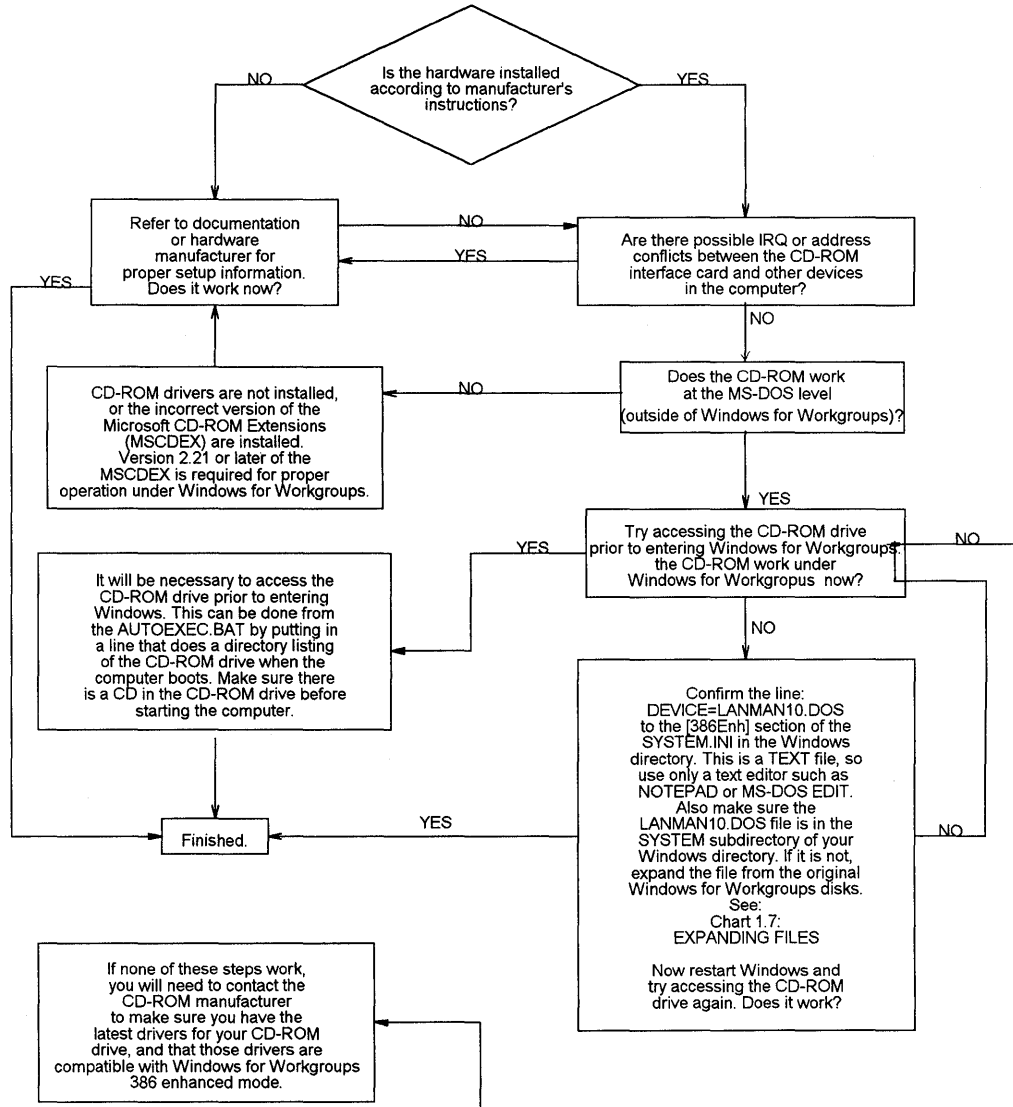 Is the hardware installed
according to manufacturer's
instructions?
NO
YES
Refer to documentation
or hardware
manufacturer for
proper setup information.
Does it work now?
NO
YES
YES
Are there possible IRQ or address
conflicts between the CD-ROM
interface card and other devices
in the computer?
NO
CD-ROM drivers are not installed,
or the incorrect version of the
Microsoft CD-ROM Extensions
(MSCDEX) are installed.
Version 2.21 or later of the
MSCDEX is required for proper
operation under Windows for Workgroups.
NO
Does the CD-ROM work
at the MS-DOS level
(outside of Windows for Workgroups)?
YES
Try accessing the CD-ROM drive
prior to entering Windows for Workgroups.
the CD-ROM work under
Windows for Workgropus now?
YES
NO
NO
It will be necessary to access the
CD-ROM drive prior to entering
Windows. This can be done from
the AUTOEXEC.BAT by putting in
a line that does a directory listing
of the CD-ROM drive when the
computer boots. Make sure there
is a CD in the CD-ROM drive before
starting the computer.
Confirm the line:
DEVICE=LANMAN10.DOS
to the [386Enh] section of the
SYSTEM.INI in the Windows
directory. This is a TEXT file, so
use only a text editor such as
NOTEPAD or MS-DOS EDIT.
Also make sure the
LANMAN10.DOS file is in the
SYSTEM subdirectory of your
Windows directory. If it is not,
expand the file from the original
Windows for Workgroups disks.
See:
Chart 1.7:
EXPANDING FILES
Now restart Windows and
try accessing the CD-ROM
drive again. Does it work?
YES
NO
Finished.
If none of these steps work,
you will need to contact the
CD-ROM manufacturer
to make sure you have the
latest drivers for your CD-ROM
drive, and that those drivers are
compatible with Windows for Workgroups
386 enhanced mode.